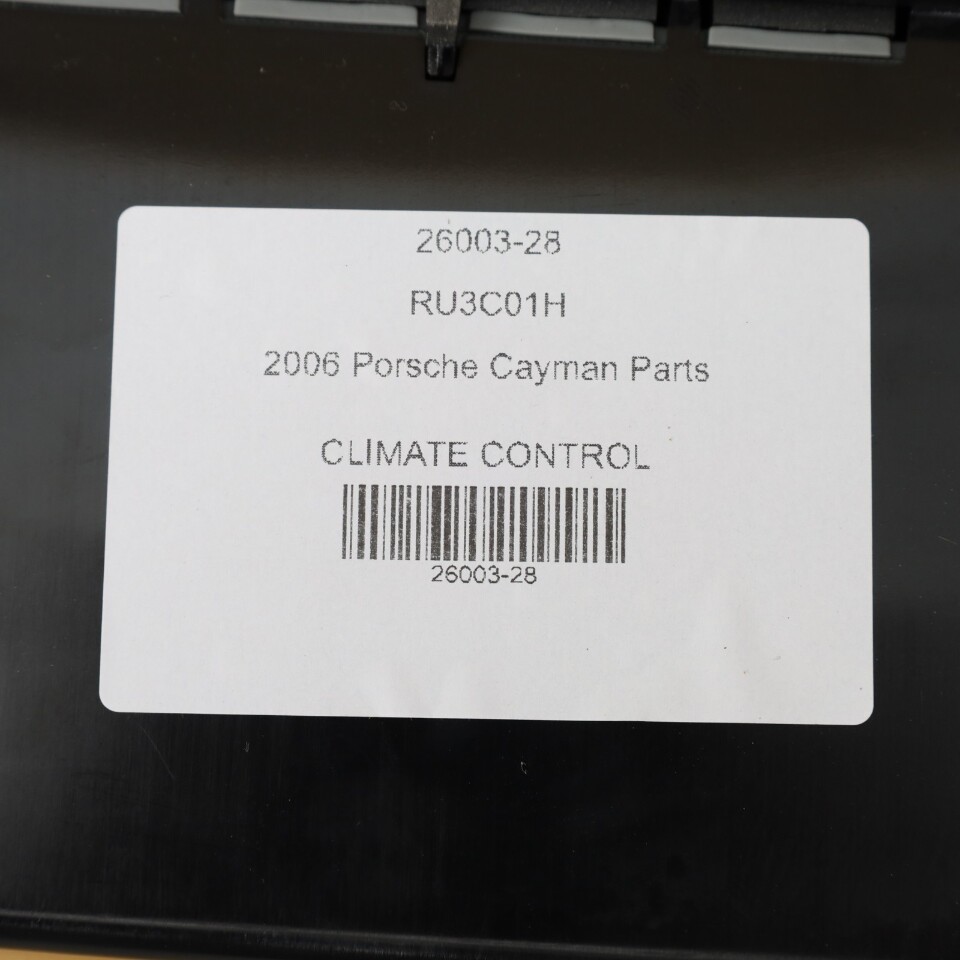 26003-28
RU3C01H
2006 Porsche Cayman Parts
CLIMATE CONTROL
26003-28